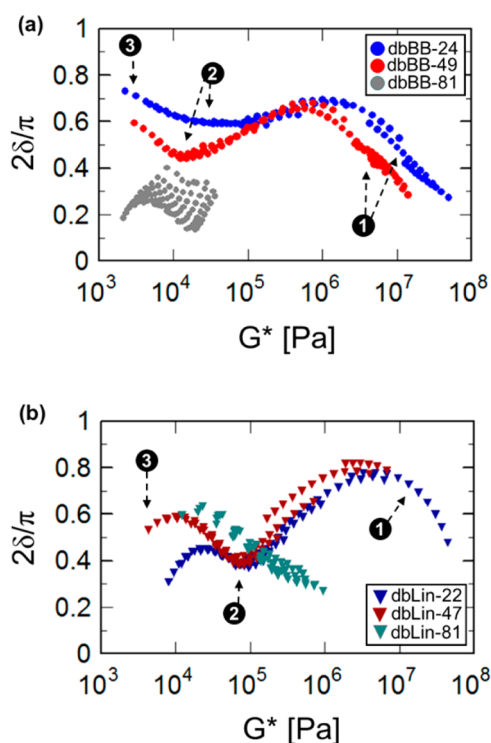 (a)
1
0.8
0.6
0.4
0.2
0
2δ/π
3
2
1
dbBB-24
dbBB-49
dbBB-81
10^3 10^4 10^5 10^6 10^7 10^8
G* [Pa]
(b)
1
0.8
0.6
0.4
0.2
0
2δ/π
3
2
1
dbLin-22
dbLin-47
dbLin-81
10^3 10^4 10^5 10^6 10^7 10^8
G* [Pa]